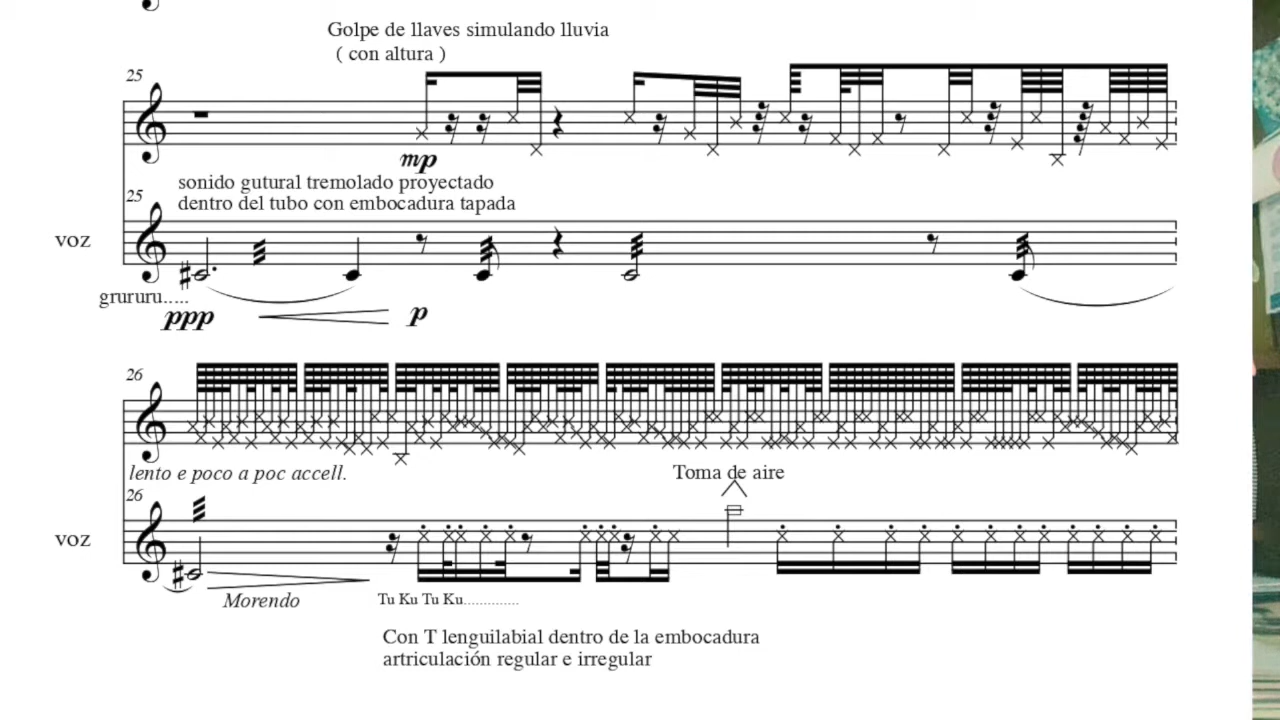 Golpe de llaves simulando lluvia
( con altura )
25
mp
sonido gutural tremolado proyectado
dentro del tubo con embocadura tapada
25
voz
grururu.....
ppp
p
26
lento e poco a poc accell.
Toma de aire
26
voz
Morendo
Tu Ku Tu Ku..............
Con T lenguilabial dentro de la embocadura
artriculación regular e irregular